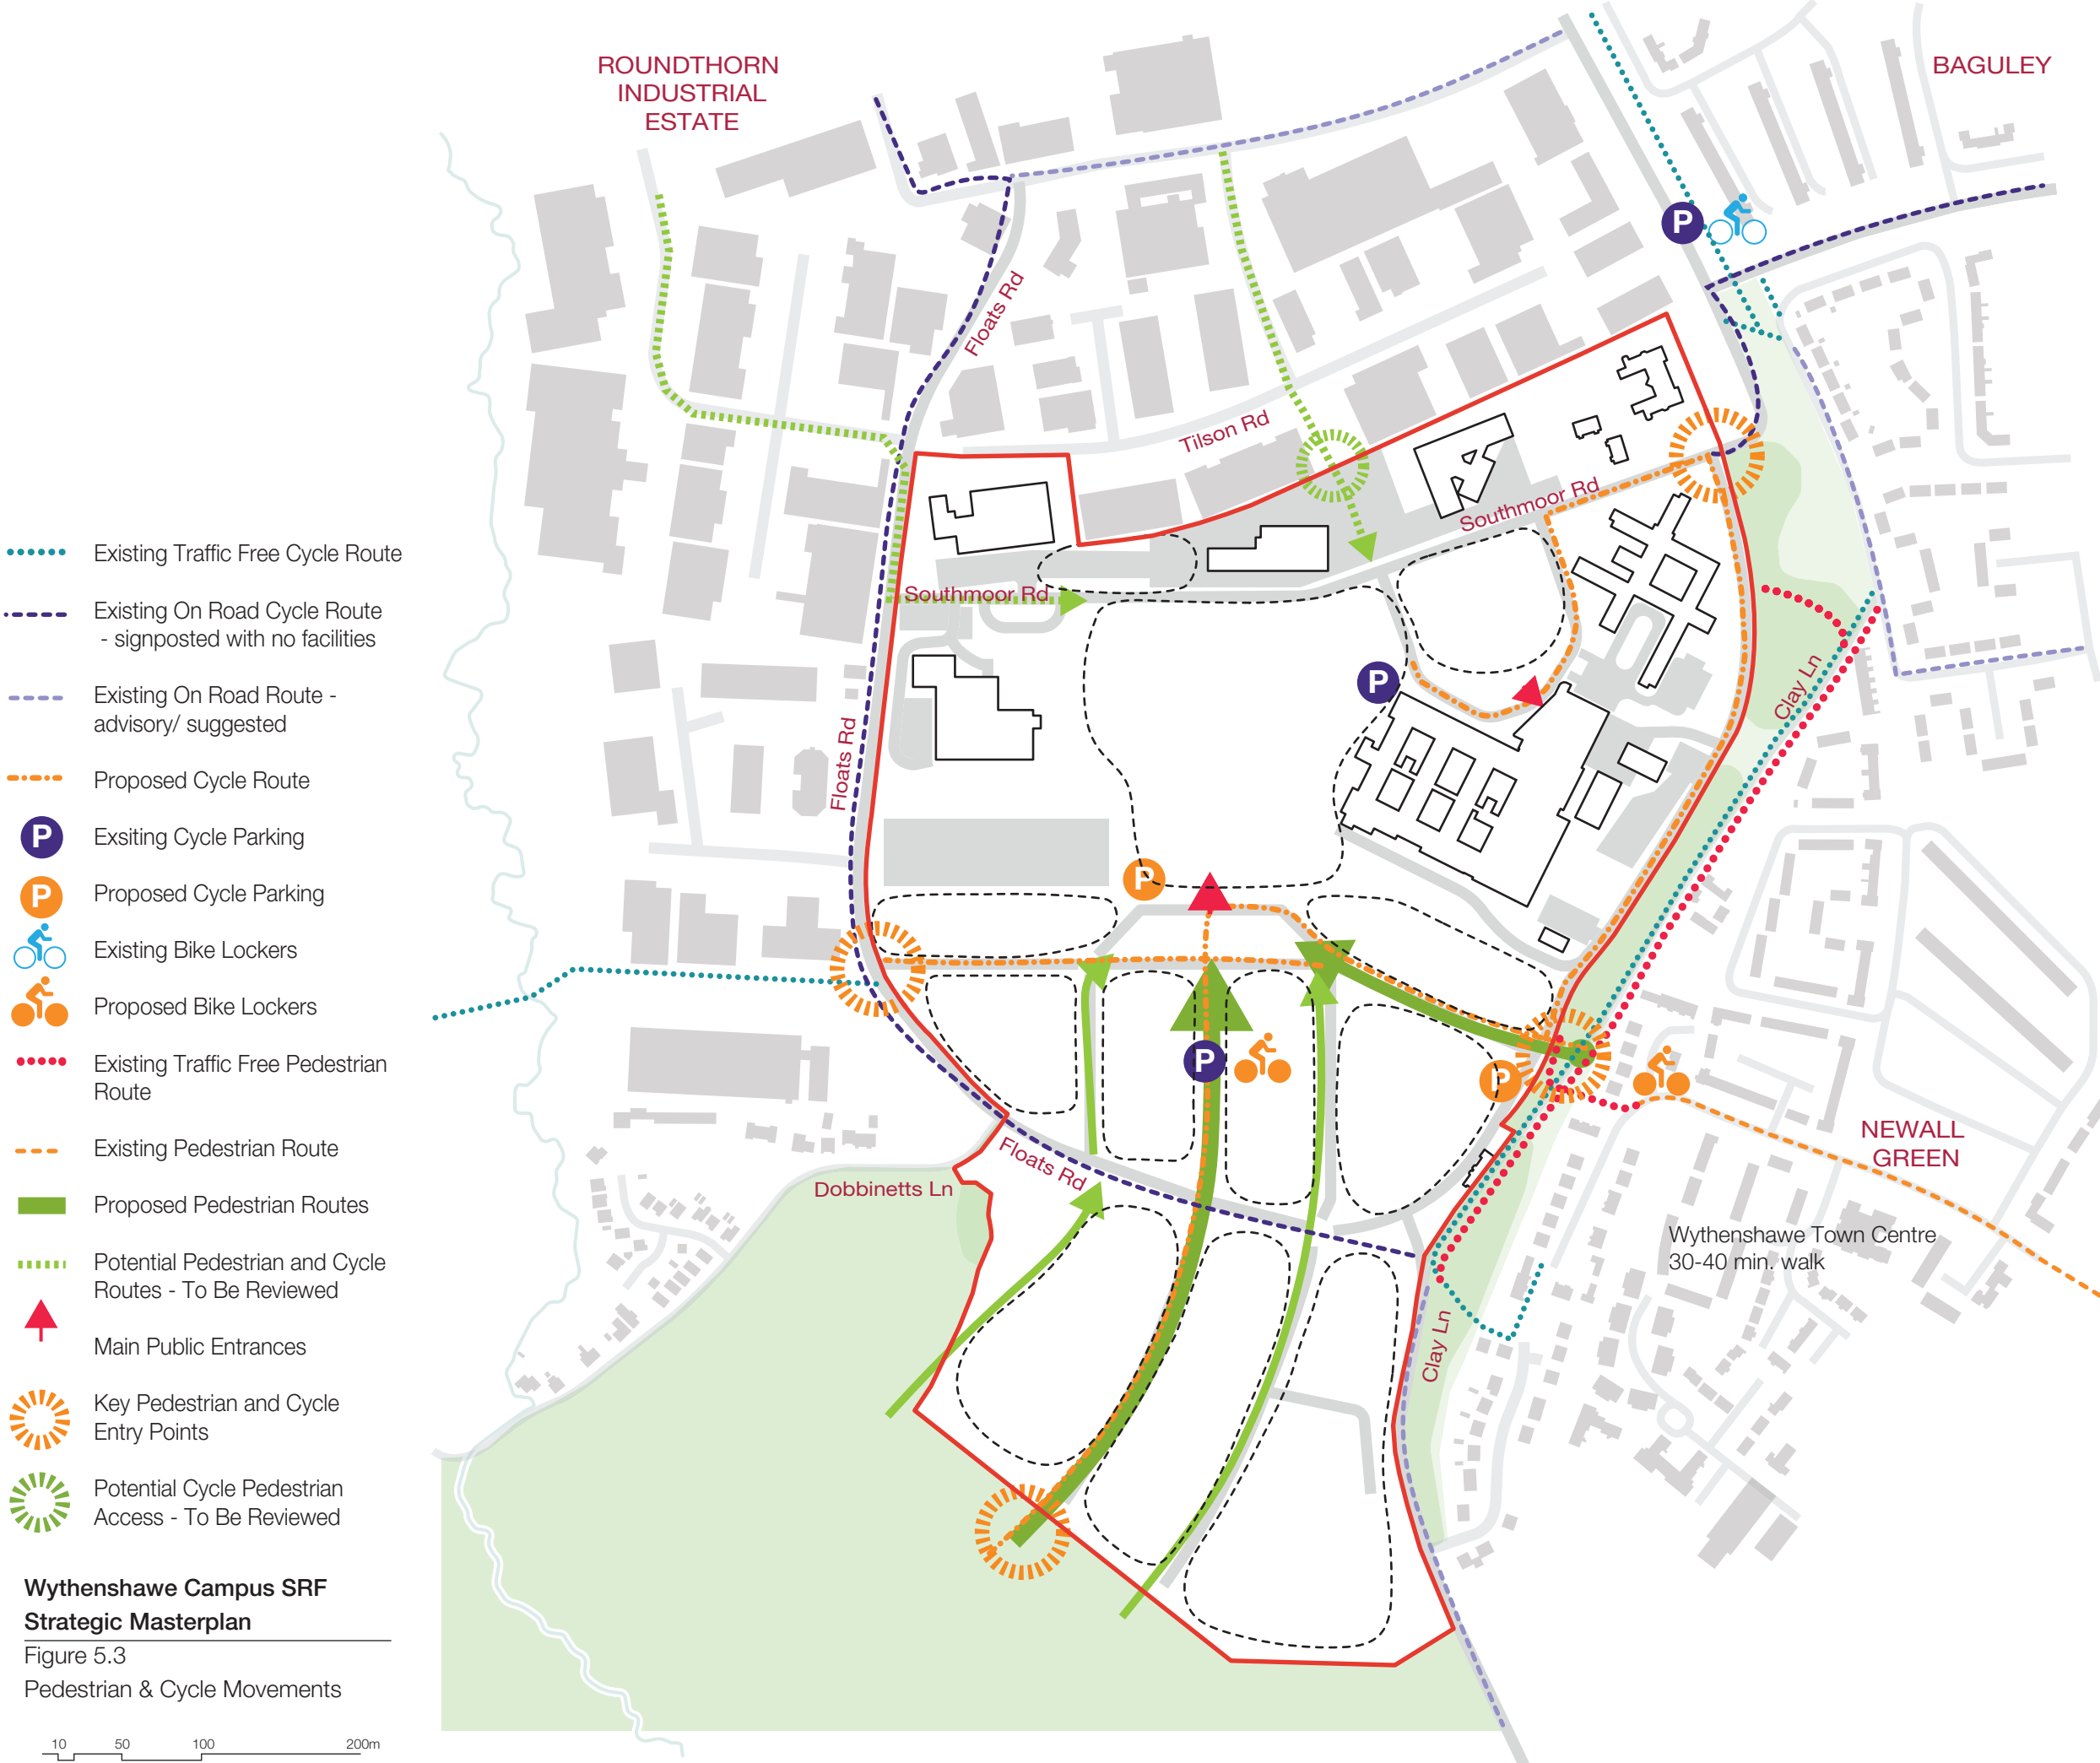 ROUNDTHORN
INDUSTRIAL
ESTATE
BAGULEY
P
Floats Rd
Tilson Rd
Southmoor Rd
Southmoor Rd
P
Clay Ln
Floats Rd
P
P
P
Floats Rd
Dobbinetts Ln
NEWALL
GREEN
Wythenshawe Town Centre
30-40 min. walk
Clay Ln
Existing Traffic Free Cycle Route
Existing On Road Cycle Route
- signposted with no facilities
Existing On Road Route -
advisory/ suggested
Proposed Cycle Route
P Exsiting Cycle Parking
P Proposed Cycle Parking
Existing Bike Lockers
Proposed Bike Lockers
Existing Traffic Free Pedestrian
Route
Existing Pedestrian Route
Proposed Pedestrian Routes
Potential Pedestrian and Cycle
Routes - To Be Reviewed
Main Public Entrances
Key Pedestrian and Cycle
Entry Points
Potential Cycle Pedestrian
Access - To Be Reviewed
Wythenshawe Campus SRF
Strategic Masterplan
Figure 5.3
Pedestrian & Cycle Movements
10 50 100 200m